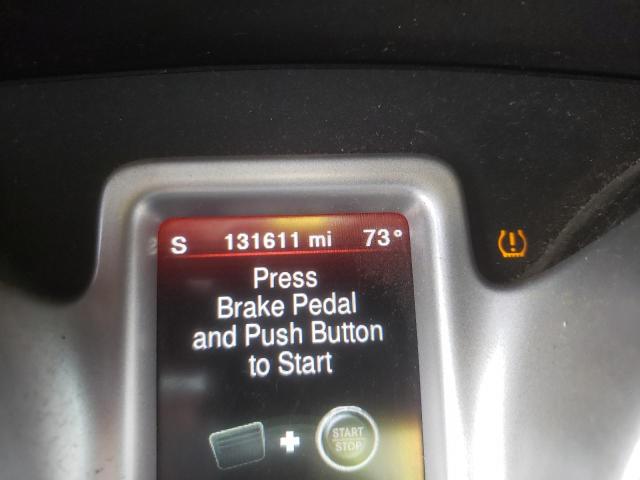 S 131611 mi 73°
Press
Brake Pedal
and Push Button
to Start
START
STOP